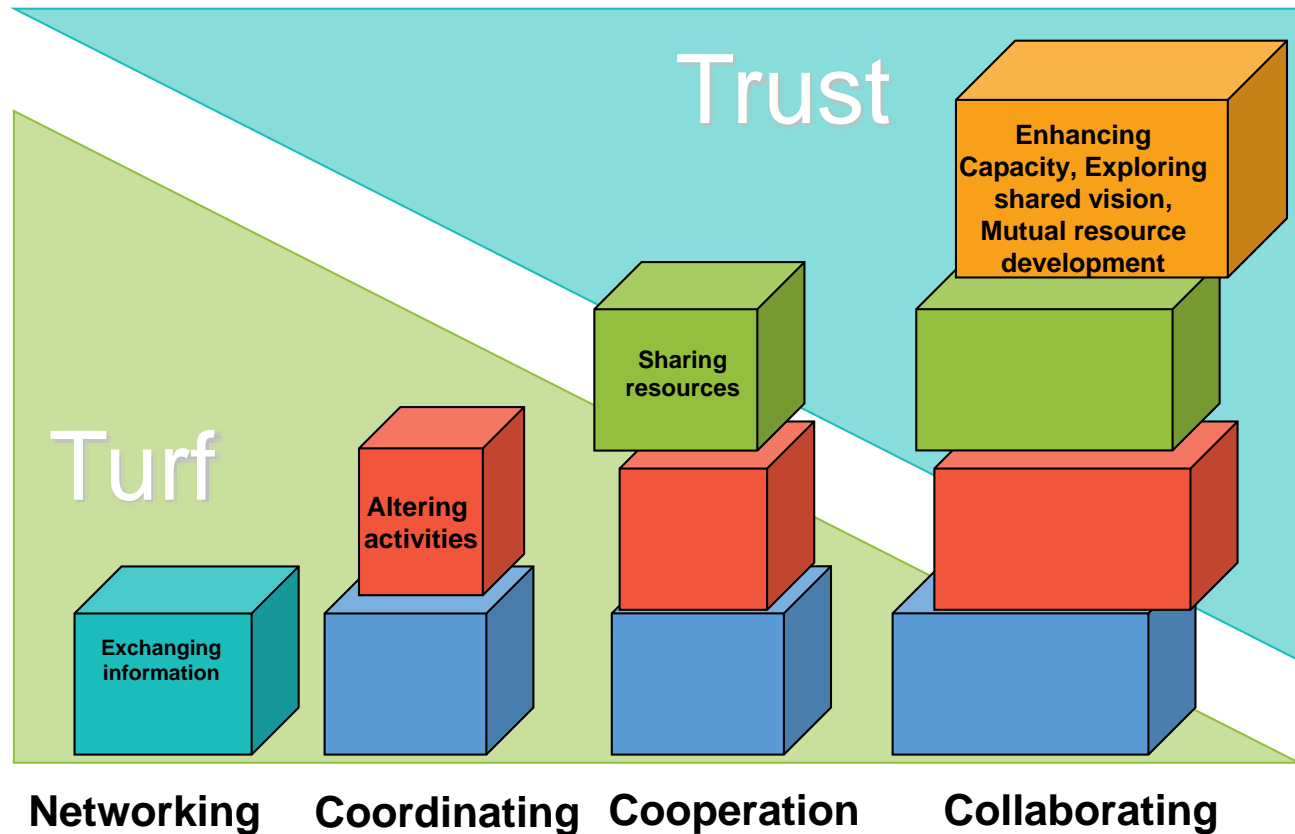 Trust
Enhancing
Capacity, Exploring
shared vision,
Mutual resource
development
Sharing
resources
Turf
Altering
activities
Exchanging
information
Networking
Coordinating
Cooperation
Collaborating